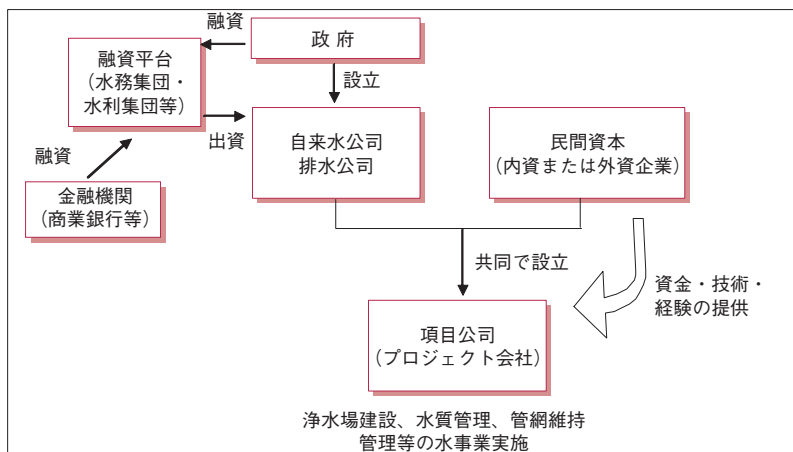 融資
政 府
融資平台
（水務集団・
水利集団等）
設立
出資
自来水公司
排水公司
民間資本
（内資または外資企業）
融資
金融機関
（商業銀行等）
共同で設立
資金・技術・
経験の提供
項目公司
（プロジェクト会社）
浄水場建設、水質管理、管網維持
管理等の水事業実施